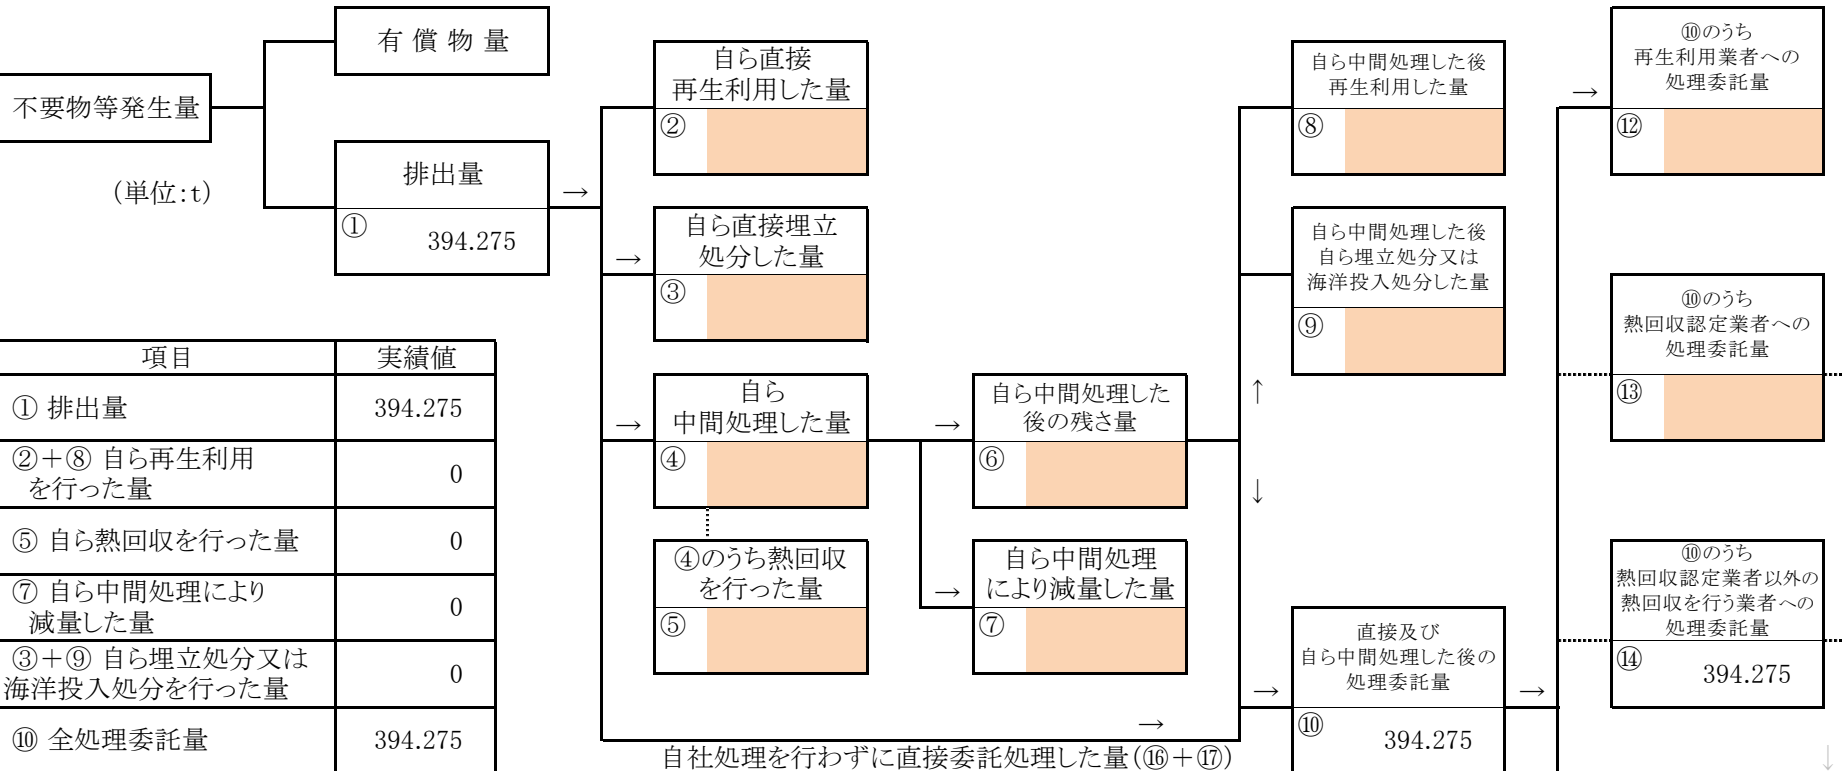 有償物量
不要物等発生量
(単位:t)
排出量
①
394.275
→
自ら直接
再生利用した量
②
→
自ら直接埋立
処分した量
③
→
自ら
中間処理した量
④
④のうち熱回収
を行った量
⑤
→
自ら中間処理した
後の残さ量
⑥
→
自ら中間処理
により減量した量
⑦
自ら中間処理した後
再生利用した量
⑧
自ら中間処理した後
自ら埋立処分又は
海洋投入処分した量
⑨
↑
↓
→
直接及び
自ら中間処理した後の
処理委託量
⑩
394.275
→
→
自社処理を行わずに直接委託処理した量(⑯+⑰)
→
⑩のうち
再生利用業者への
処理委託量
⑫
⑩のうち
熱回収認定業者への
処理委託量
⑬
⑩のうち
熱回収認定業者以外の
熱回収を行う業者への
処理委託量
⑭
394.275
↓
項目 実績値
① 排出量 394.275
②+⑧ 自ら再生利用
を行った量 0
⑤ 自ら熱回収を行った量 0
⑦ 自ら中間処理により
減量した量 0
③+⑨ 自ら埋立処分又は
海洋投入処分を行った量 0
⑩ 全処理委託量 394.275